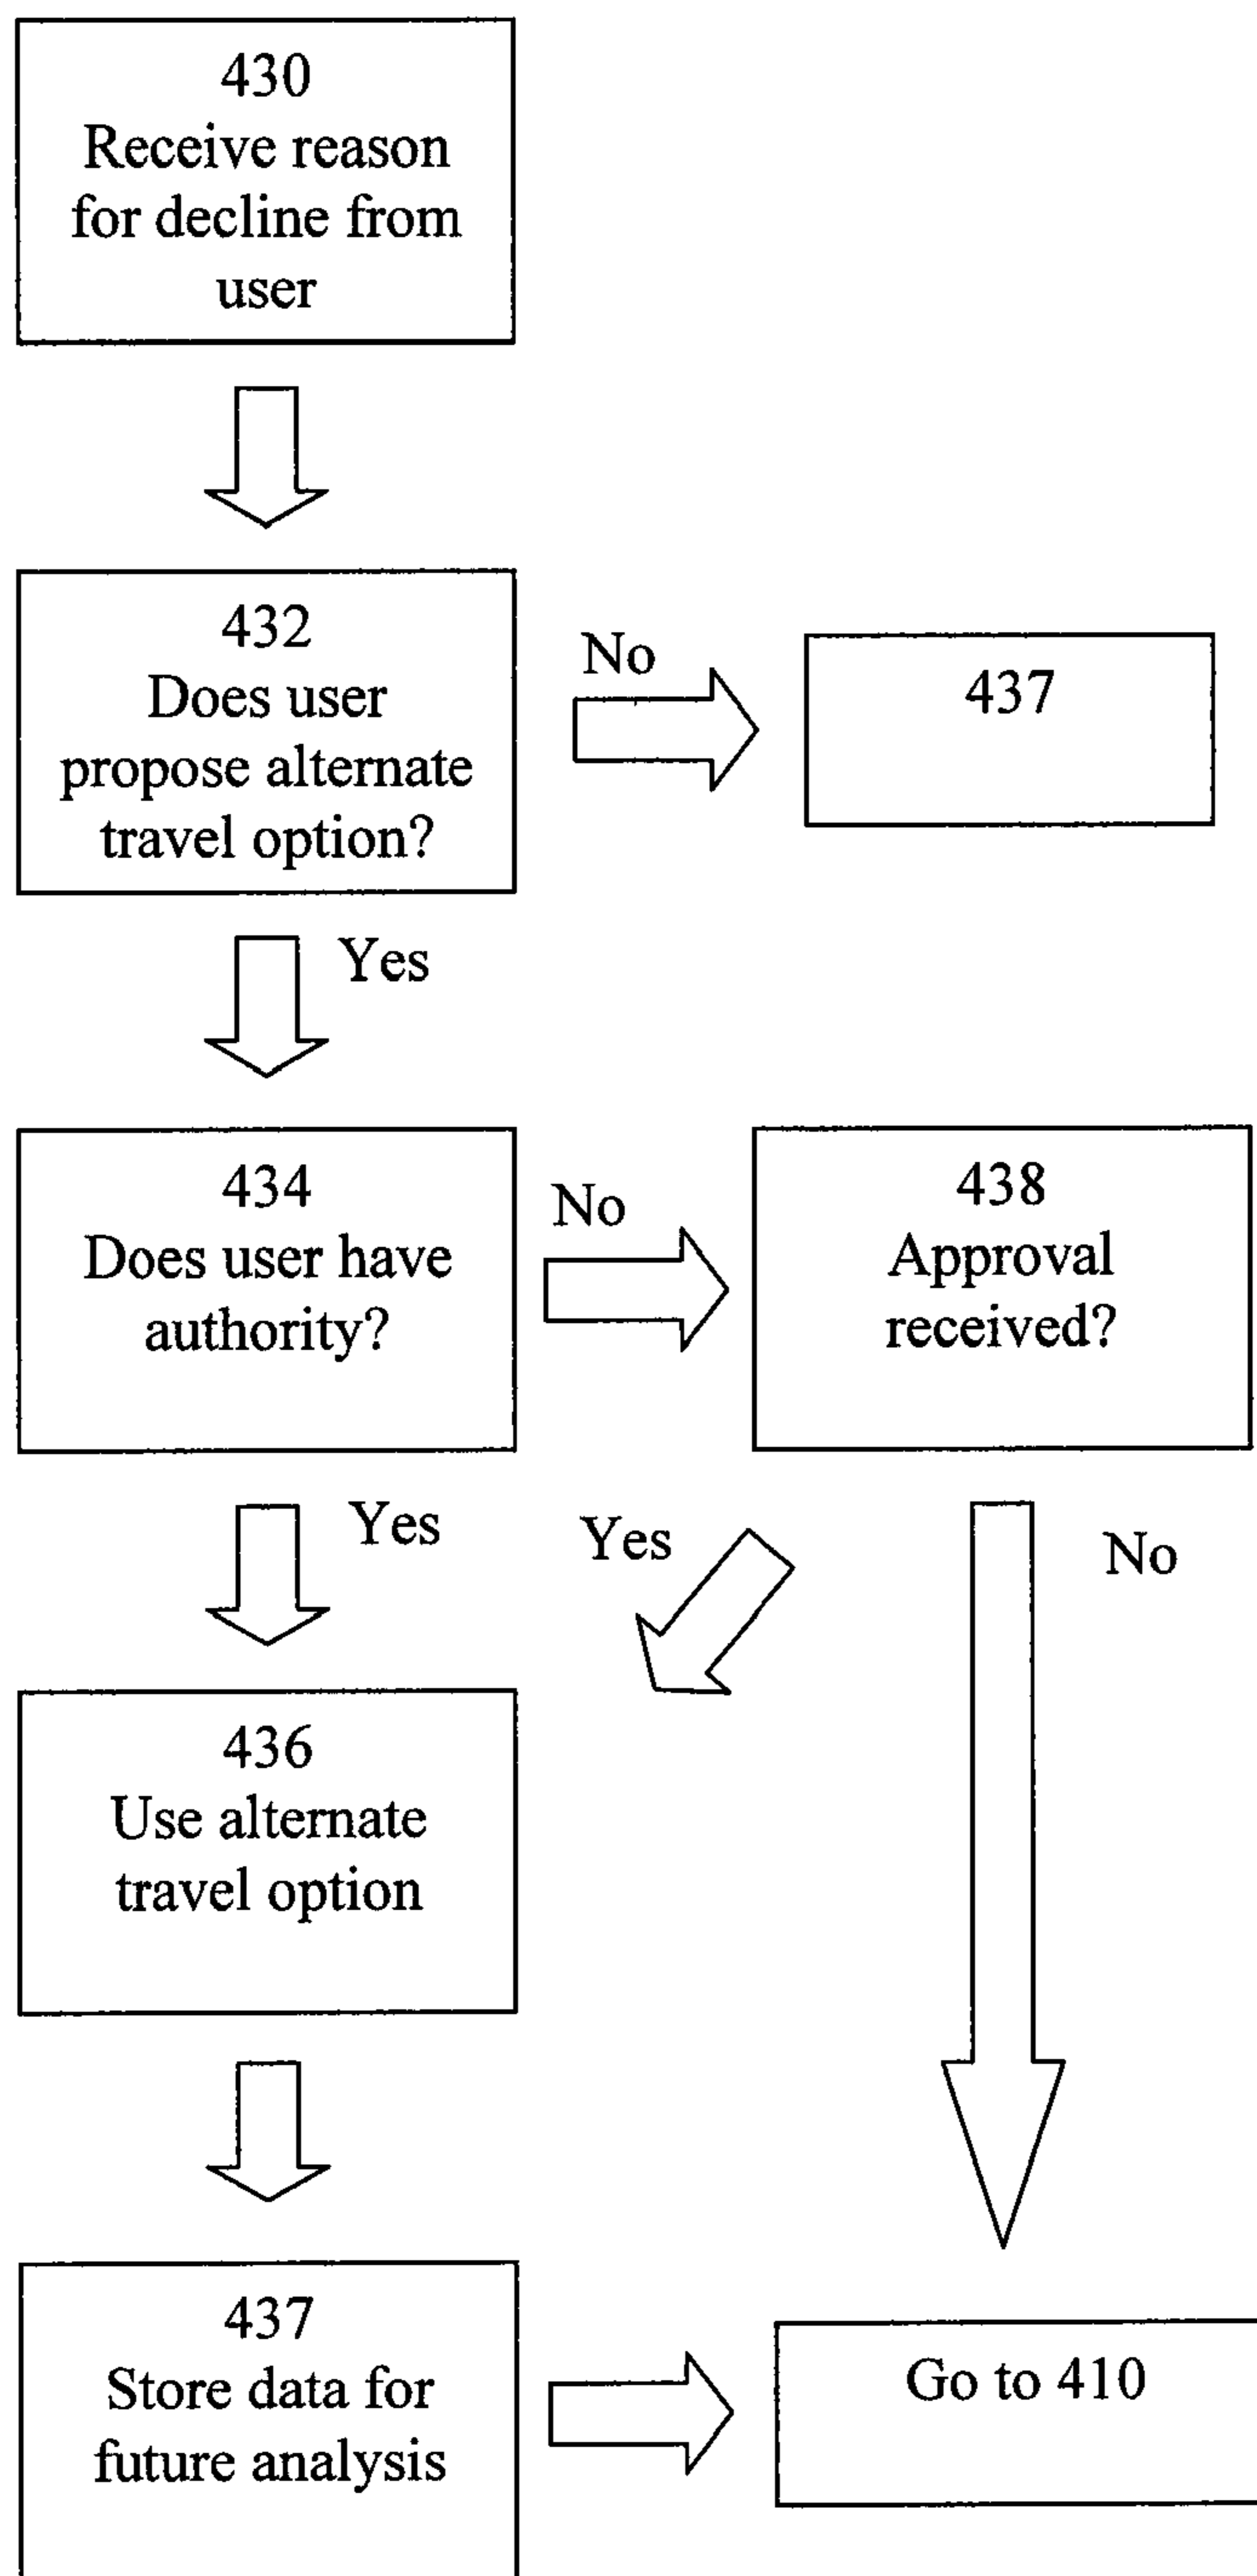 430
Receive reason
for decline from
user
432
Does user
propose alternate
travel option?
No
437
Yes
434
Does user have
authority?
No
438
Approval
received?
Yes
Yes
No
436
Use alternate
travel option
437
Store data for
future analysis
Go to 410